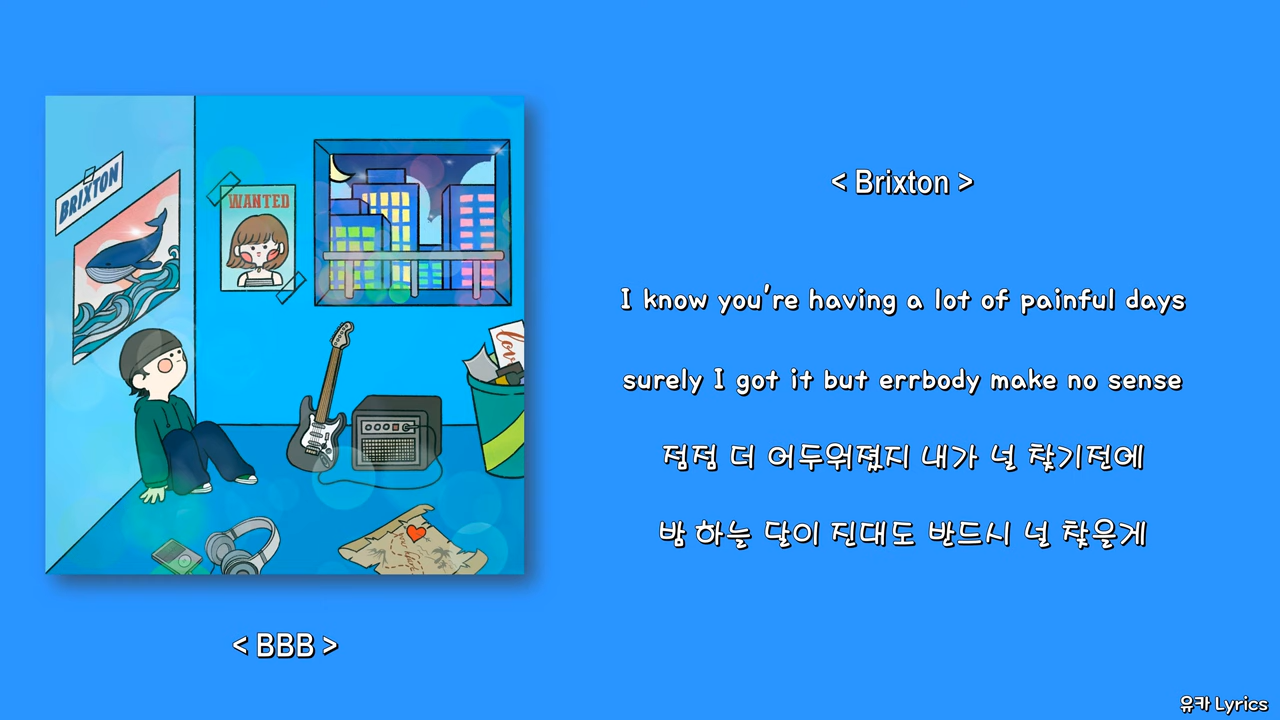 BRIXTON
WANTED
< BBB >
< Brixton >
I know you're having a lot of painful days
surely I got it but errbody make no sense
점점 더 어두워졌지 내가 널 찾기전에
밤 하늘 달이 진대도 반드시 널 찾을게
유카 Lyrics